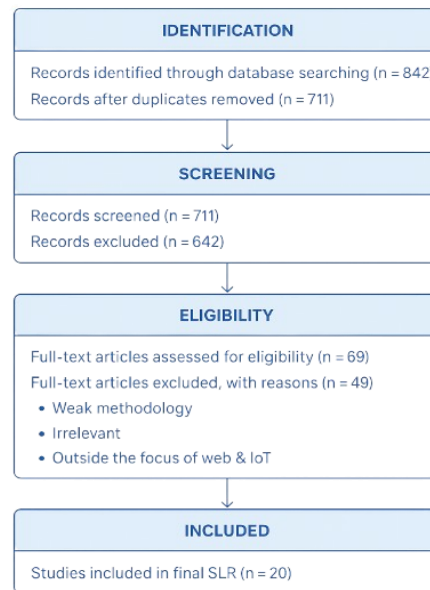 IDENTIFICATION
Records identified through database searching (n = 842
Records after duplicates removed (n = 711)
SCREENING
Records screened (n = 711)
Records excluded (n = 642)
ELIGIBILITY
Full-text articles assessed for eligibility (n = 69)
Full-text articles excluded, with reasons (n = 49)
• Weak methodology
• Irrelevant
• Outside the focus of web & IoT
INCLUDED
Studies included in final SLR (n = 20)